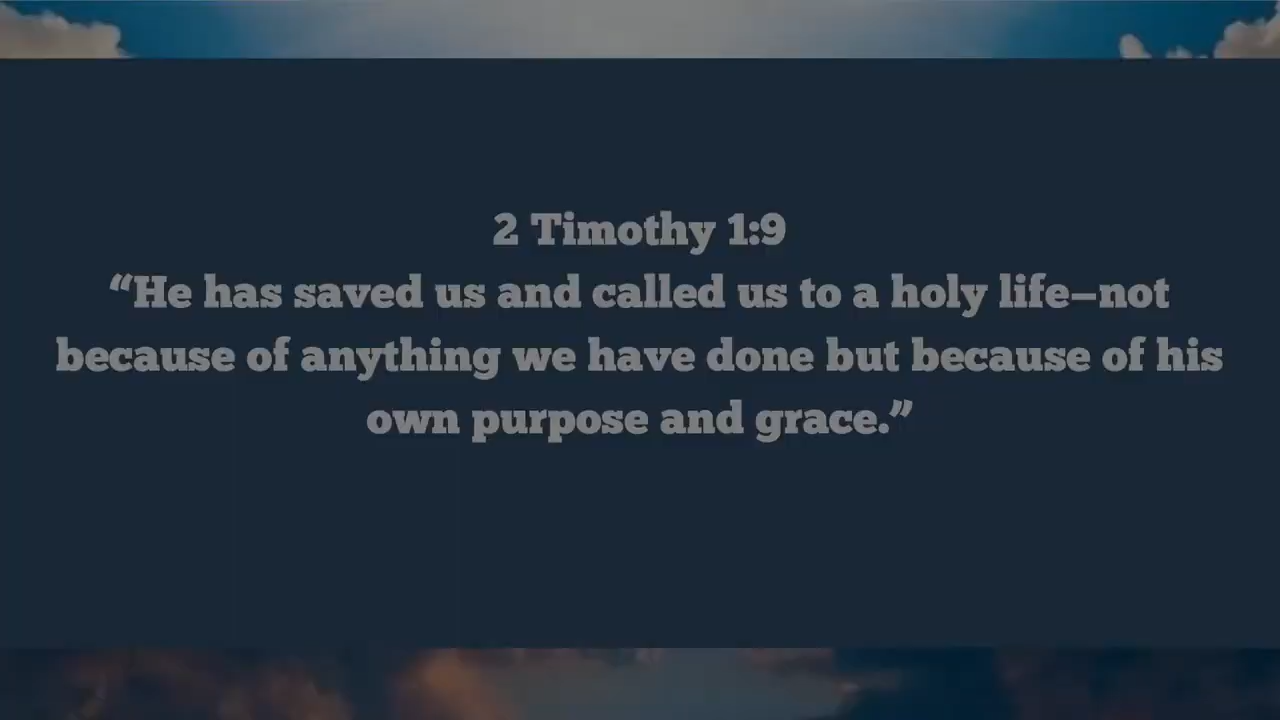 2 Timothy 1:9
“He has saved us and called us to a holy life—not
because of anything we have done but because of his
own purpose and grace.”